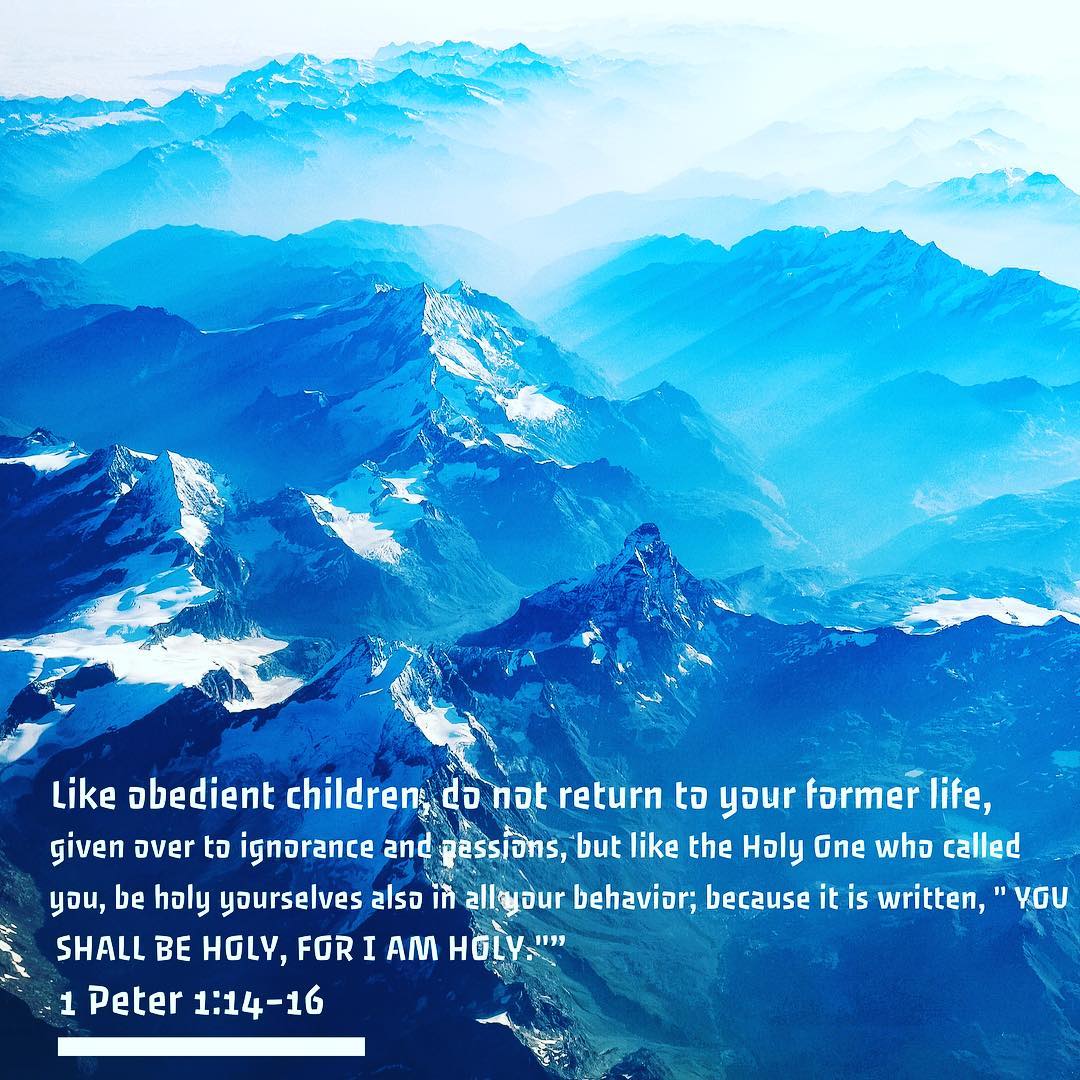 Like obedient children, do not return to your former life,
given over to ignorance and passions, but like the Holy One who called
you, be holy yourselves also in all your behavior; because it is written, " YOU
SHALL BE HOLY, FOR I AM HOLY.""”
1 Peter 1:14-16